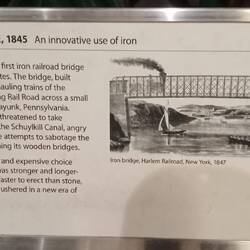 , 1845 An innovative use of iron
first iron railroad bridge
tes. The bridge, built
hauling trains of the
g Rail Road across a small
ayunk, Pennsylvania.
threatened to take
the Schuylkill Canal, angry
e attempts to sabotage the
ing its wooden bridges.
and expensive choice
was stronger and longer-
aster to erect than stone.
ushered in a new era of
Iron bridge, Harlem Railroad, New York, 1847